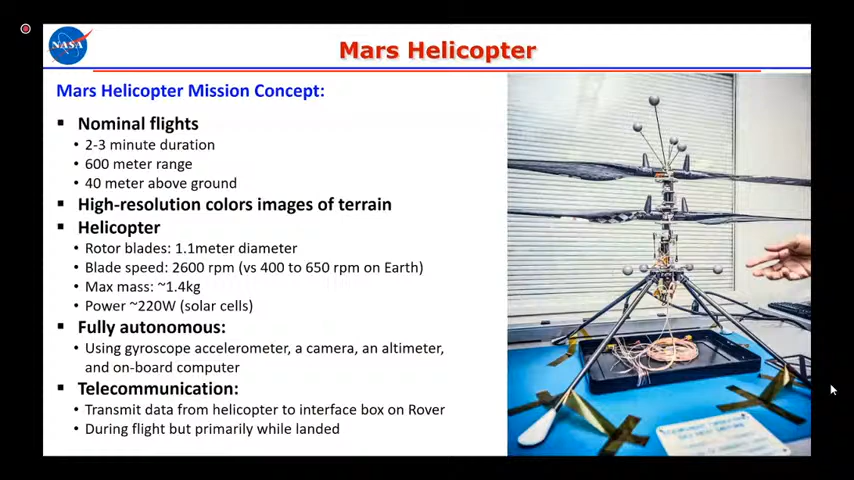 NASA
Mars Helicopter
Mars Helicopter Mission Concept:
▪ Nominal flights
• 2-3 minute duration
• 600 meter range
• 40 meter above ground
▪ High-resolution colors images of terrain
▪ Helicopter
• Rotor blades: 1.1meter diameter
• Blade speed: 2600 rpm (vs 400 to 650 rpm on Earth)
• Max mass: ~1.4kg
• Power ~220W (solar cells)
▪ Fully autonomous:
• Using gyroscope accelerometer, a camera, an altimeter,
and on-board computer
▪ Telecommunication:
• Transmit data from helicopter to interface box on Rover
• During flight but primarily while landed